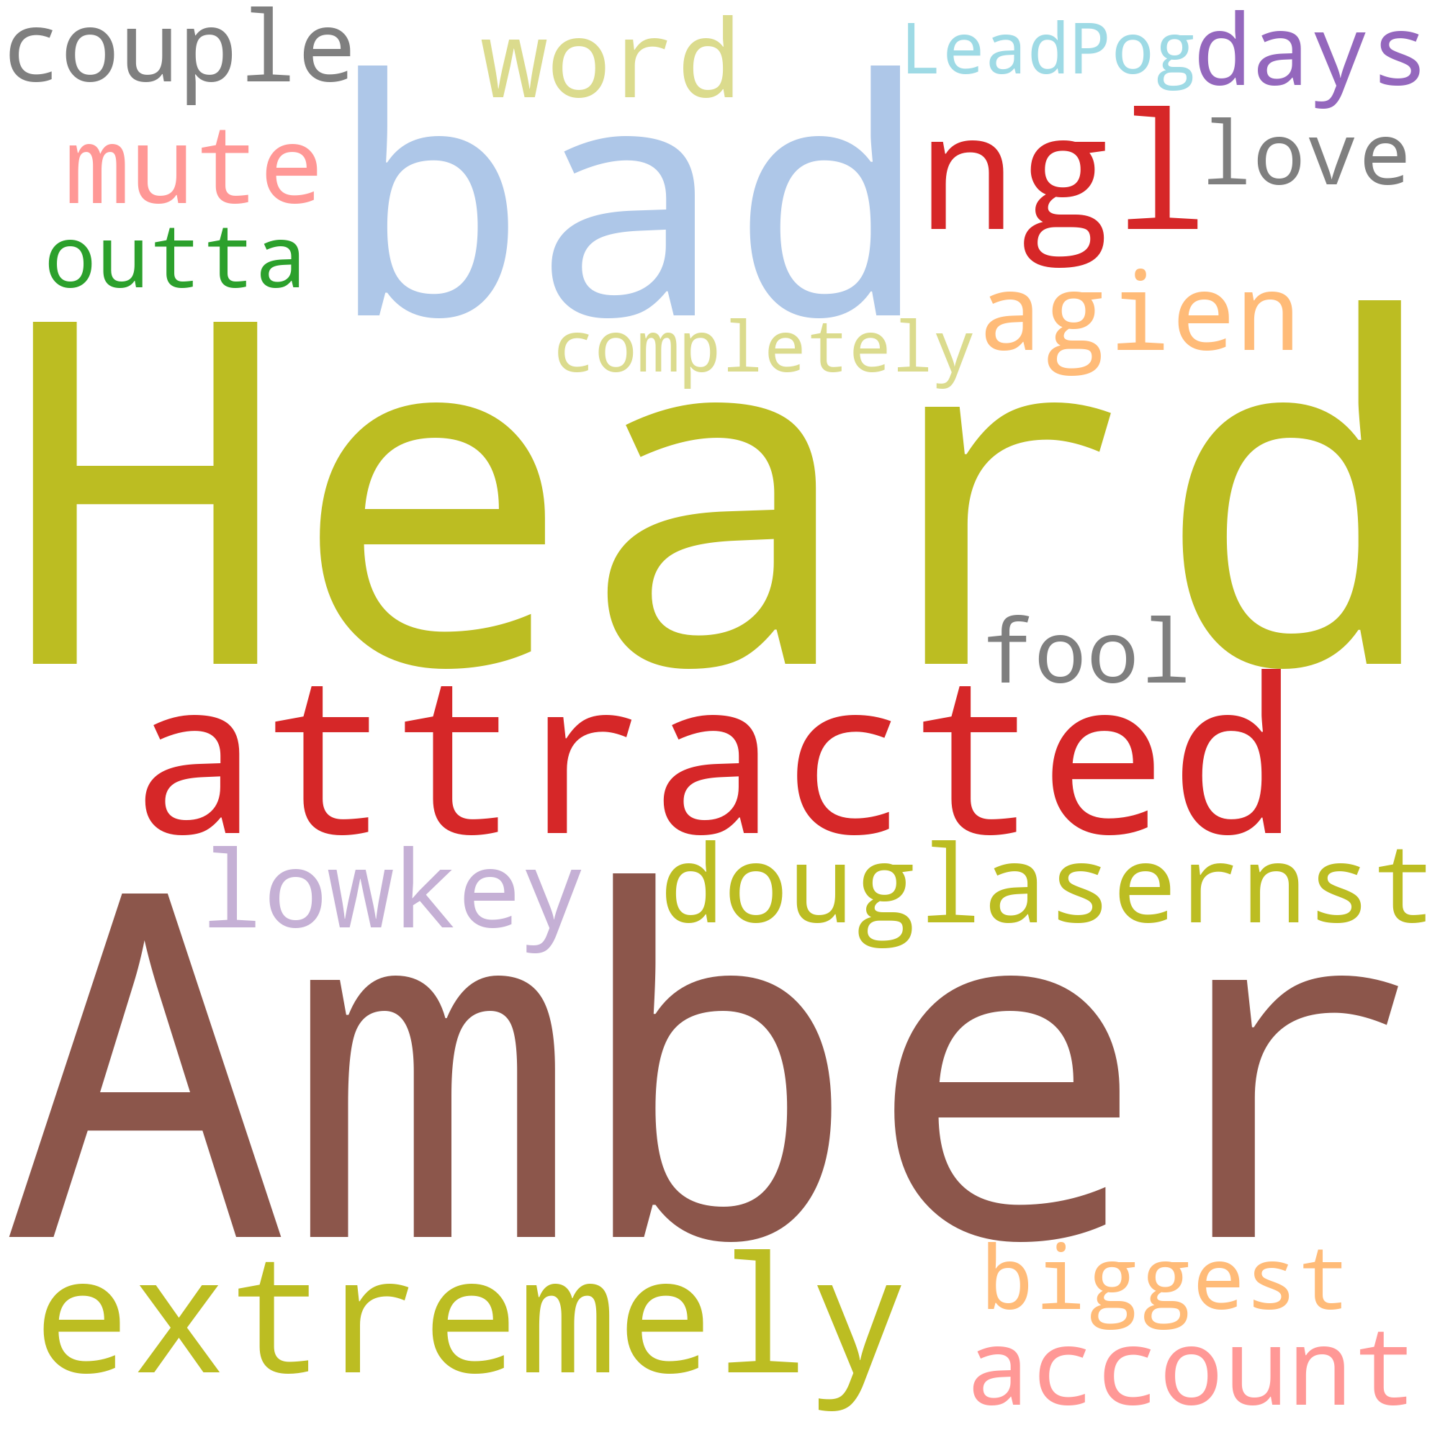 couple
word
LeadPog
days
bad
mute
ngl
love
outta
agien
completely
Heard
fool
attracted
lowkey
douglasernst
Amber
extremely
biggest
account